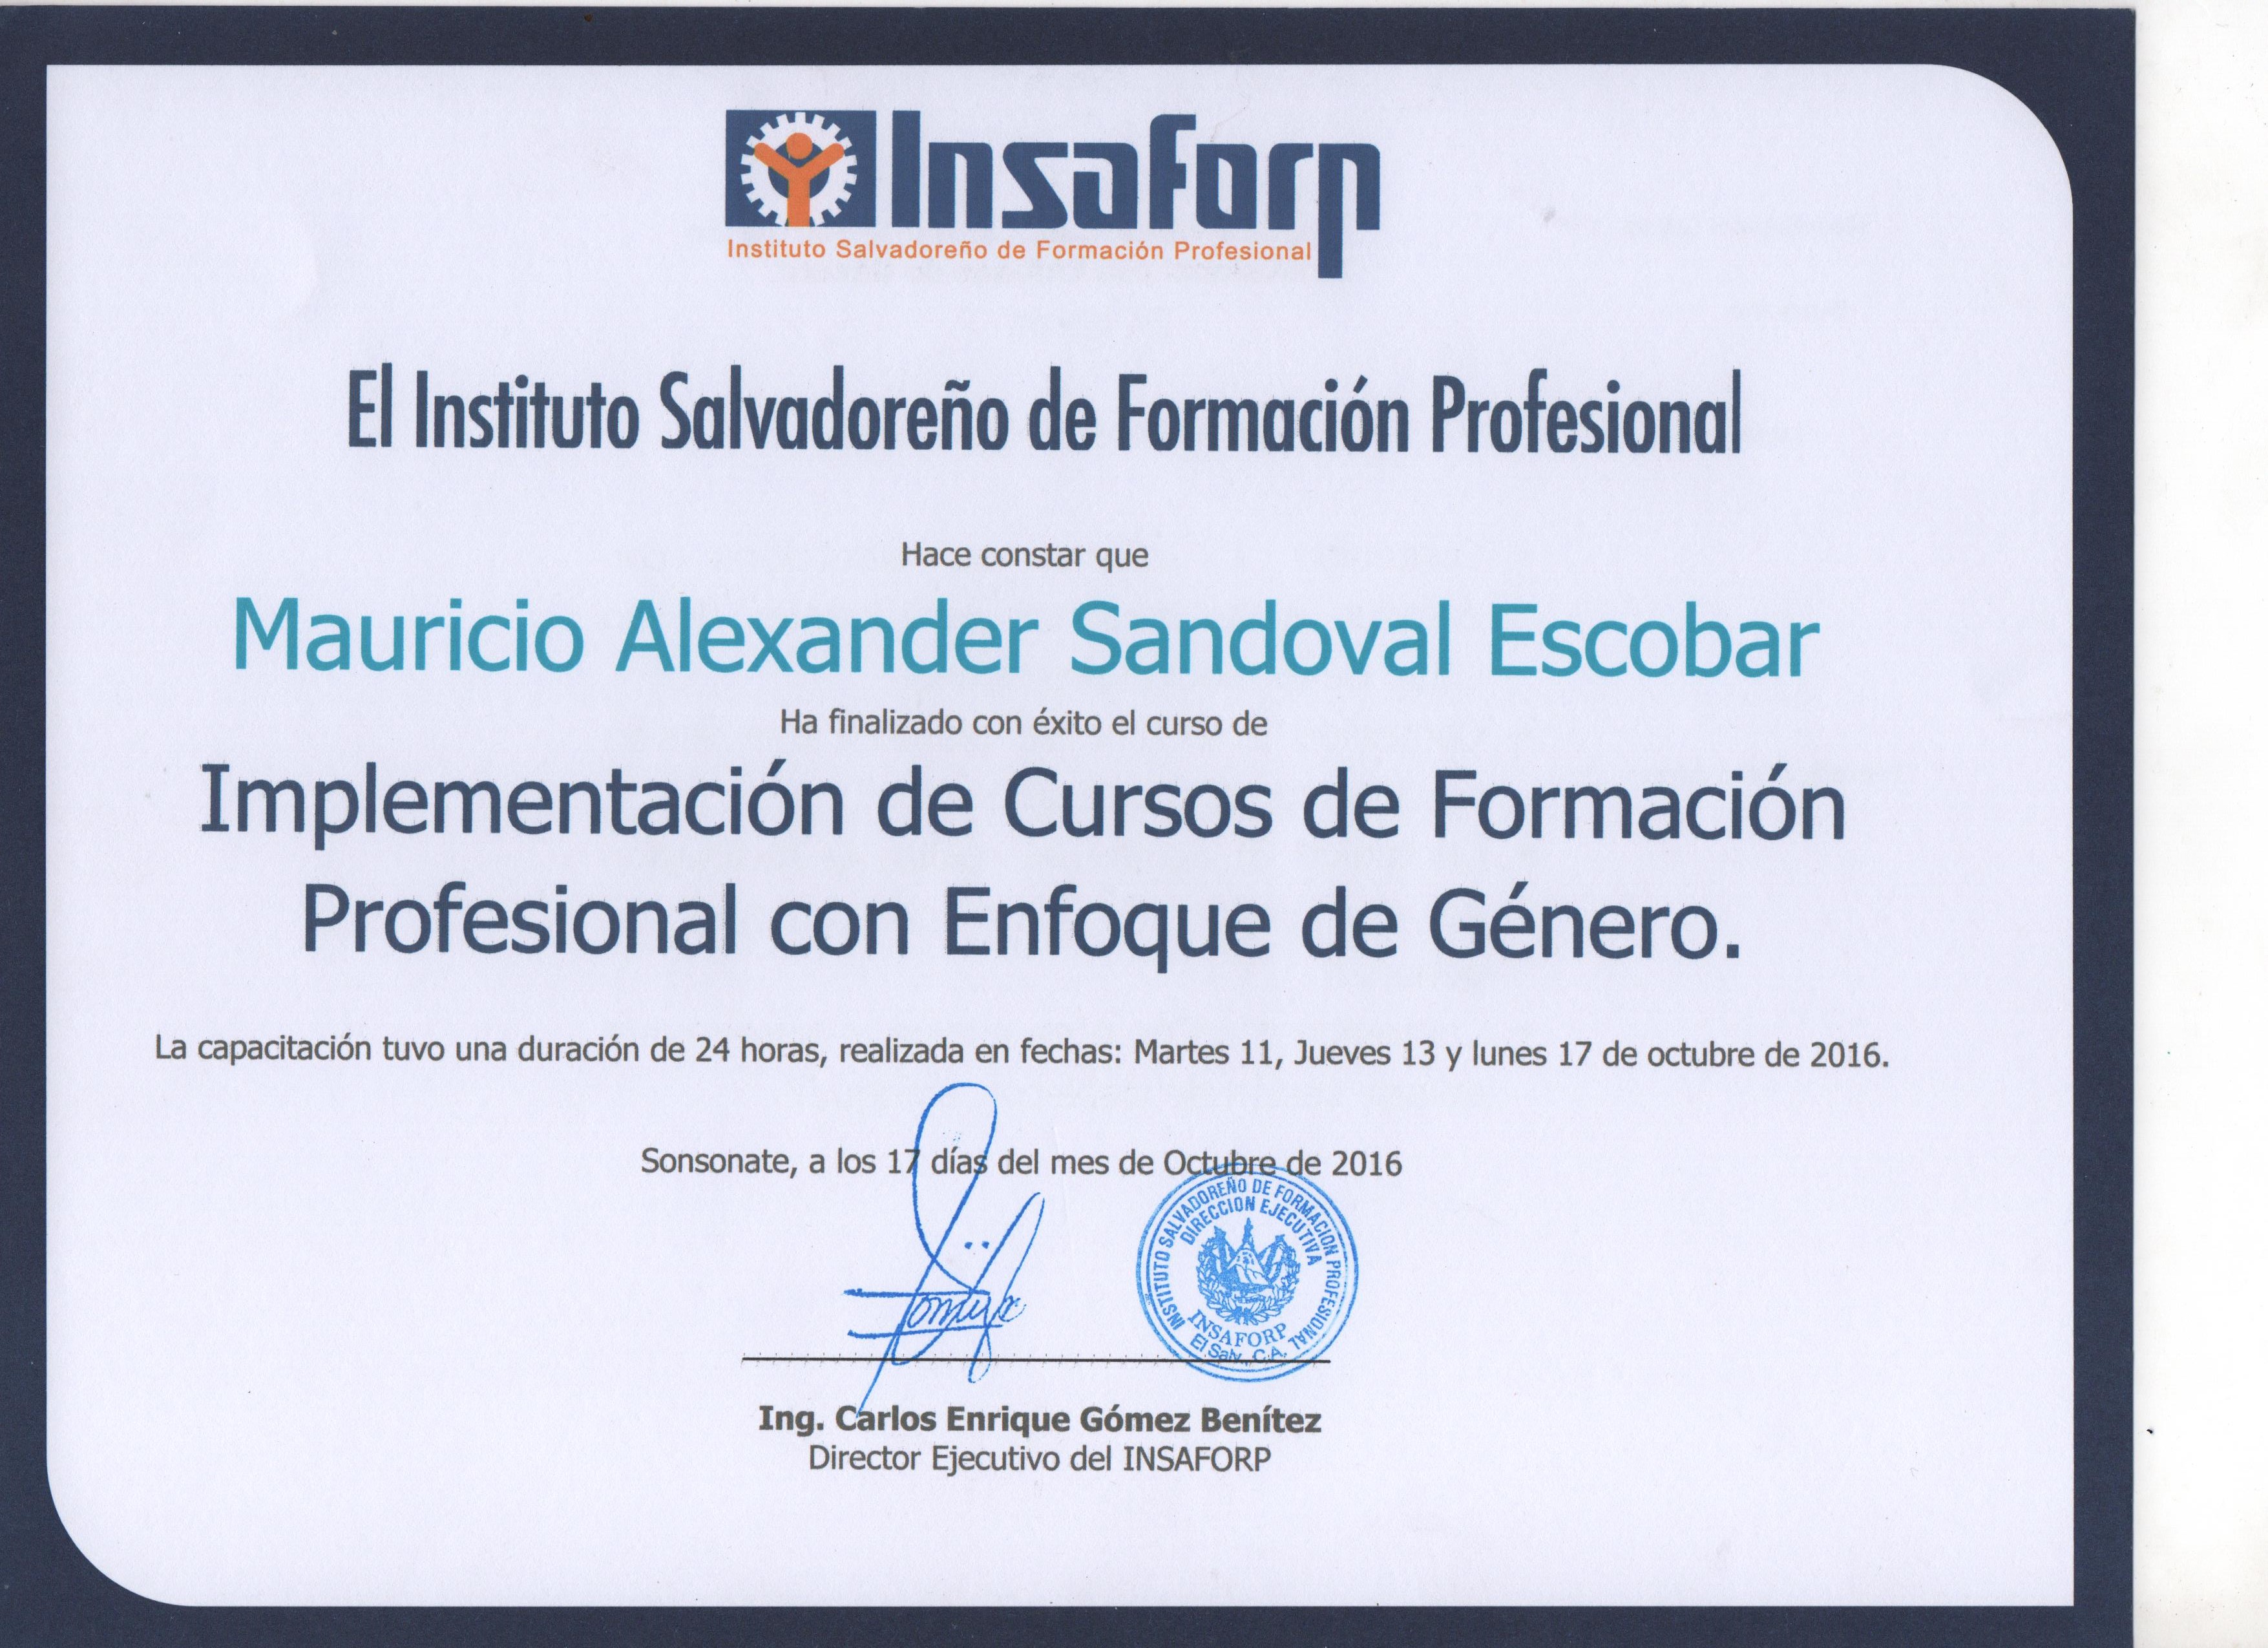 Insaforp
Instituto Salvadoreño de Formación Profesional
El Instituto Salvadoreño de Formación Profesional
Hace constar que
Mauricio Alexander Sandoval Escobar
Ha finalizado con éxito el curso de
Implementación de Cursos de Formación
Profesional con Enfoque de Género.
La capacitación tuvo una duración de 24 horas, realizada en fechas: Martes 11, Jueves 13 y lunes 17 de octubre de 2016.
Sonsonate, a los 17 días del mes de Octubre de 2016
INSTITUTO SALVADOREÑO DE FORMACION PROFESIONAL
DIRECCION EJECUTIVA
INSAFORP
El Salv., C.A.
Ing. Carlos Enrique Gómez Benítez
Director Ejecutivo del INSAFORP